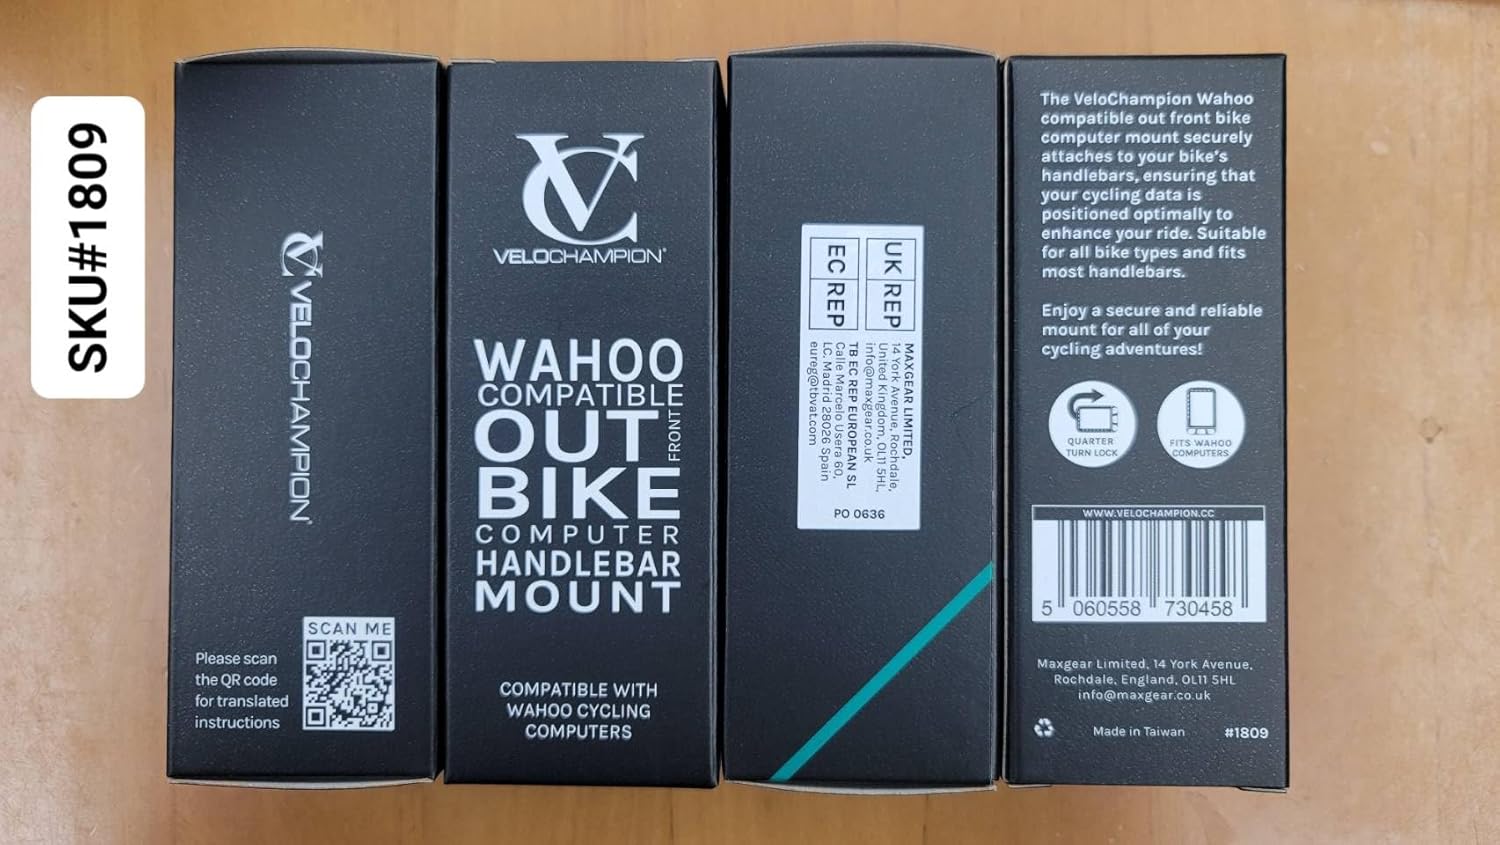 SKU#1809
VC
VELOCHAMPION
SCAN ME
Please scan
the QR code
for translated
instructions
VC
VELOCHAMPION®
WAHOO
COMPATIBLE
OUT FRONT
BIKE
COMPUTER
HANDLEBAR
MOUNT
COMPATIBLE WITH
WAHOO CYCLING
COMPUTERS
UK REP
EC REP
MAXGEAR LIMITED,
14 York Avenue, Rochdale,
United Kingdom, OL11 5HL,
info@maxgear.co.uk
TB EC REP EUROPEAN SL
Calle Marcelo Usera 60,
LC, Madrid 28026 Spain
eureg@tbvat.com
PO 0636
The VeloChampion Wahoo
compatible out front bike
computer mount securely
attaches to your bike's
handlebars, ensuring that
your cycling data is
positioned optimally to
enhance your ride. Suitable
for all bike types and fits
most handlebars.
Enjoy a secure and reliable
mount for all of your
cycling adventures!
QUARTER
TURN LOCK
FITS WAHOO
COMPUTERS
WWW.VELOCHAMPION.CC
5 060558 730458
Maxgear Limited, 14 York Avenue,
Rochdale, England, OL11 5HL
info@maxgear.co.uk
Made in Taiwan
#1809